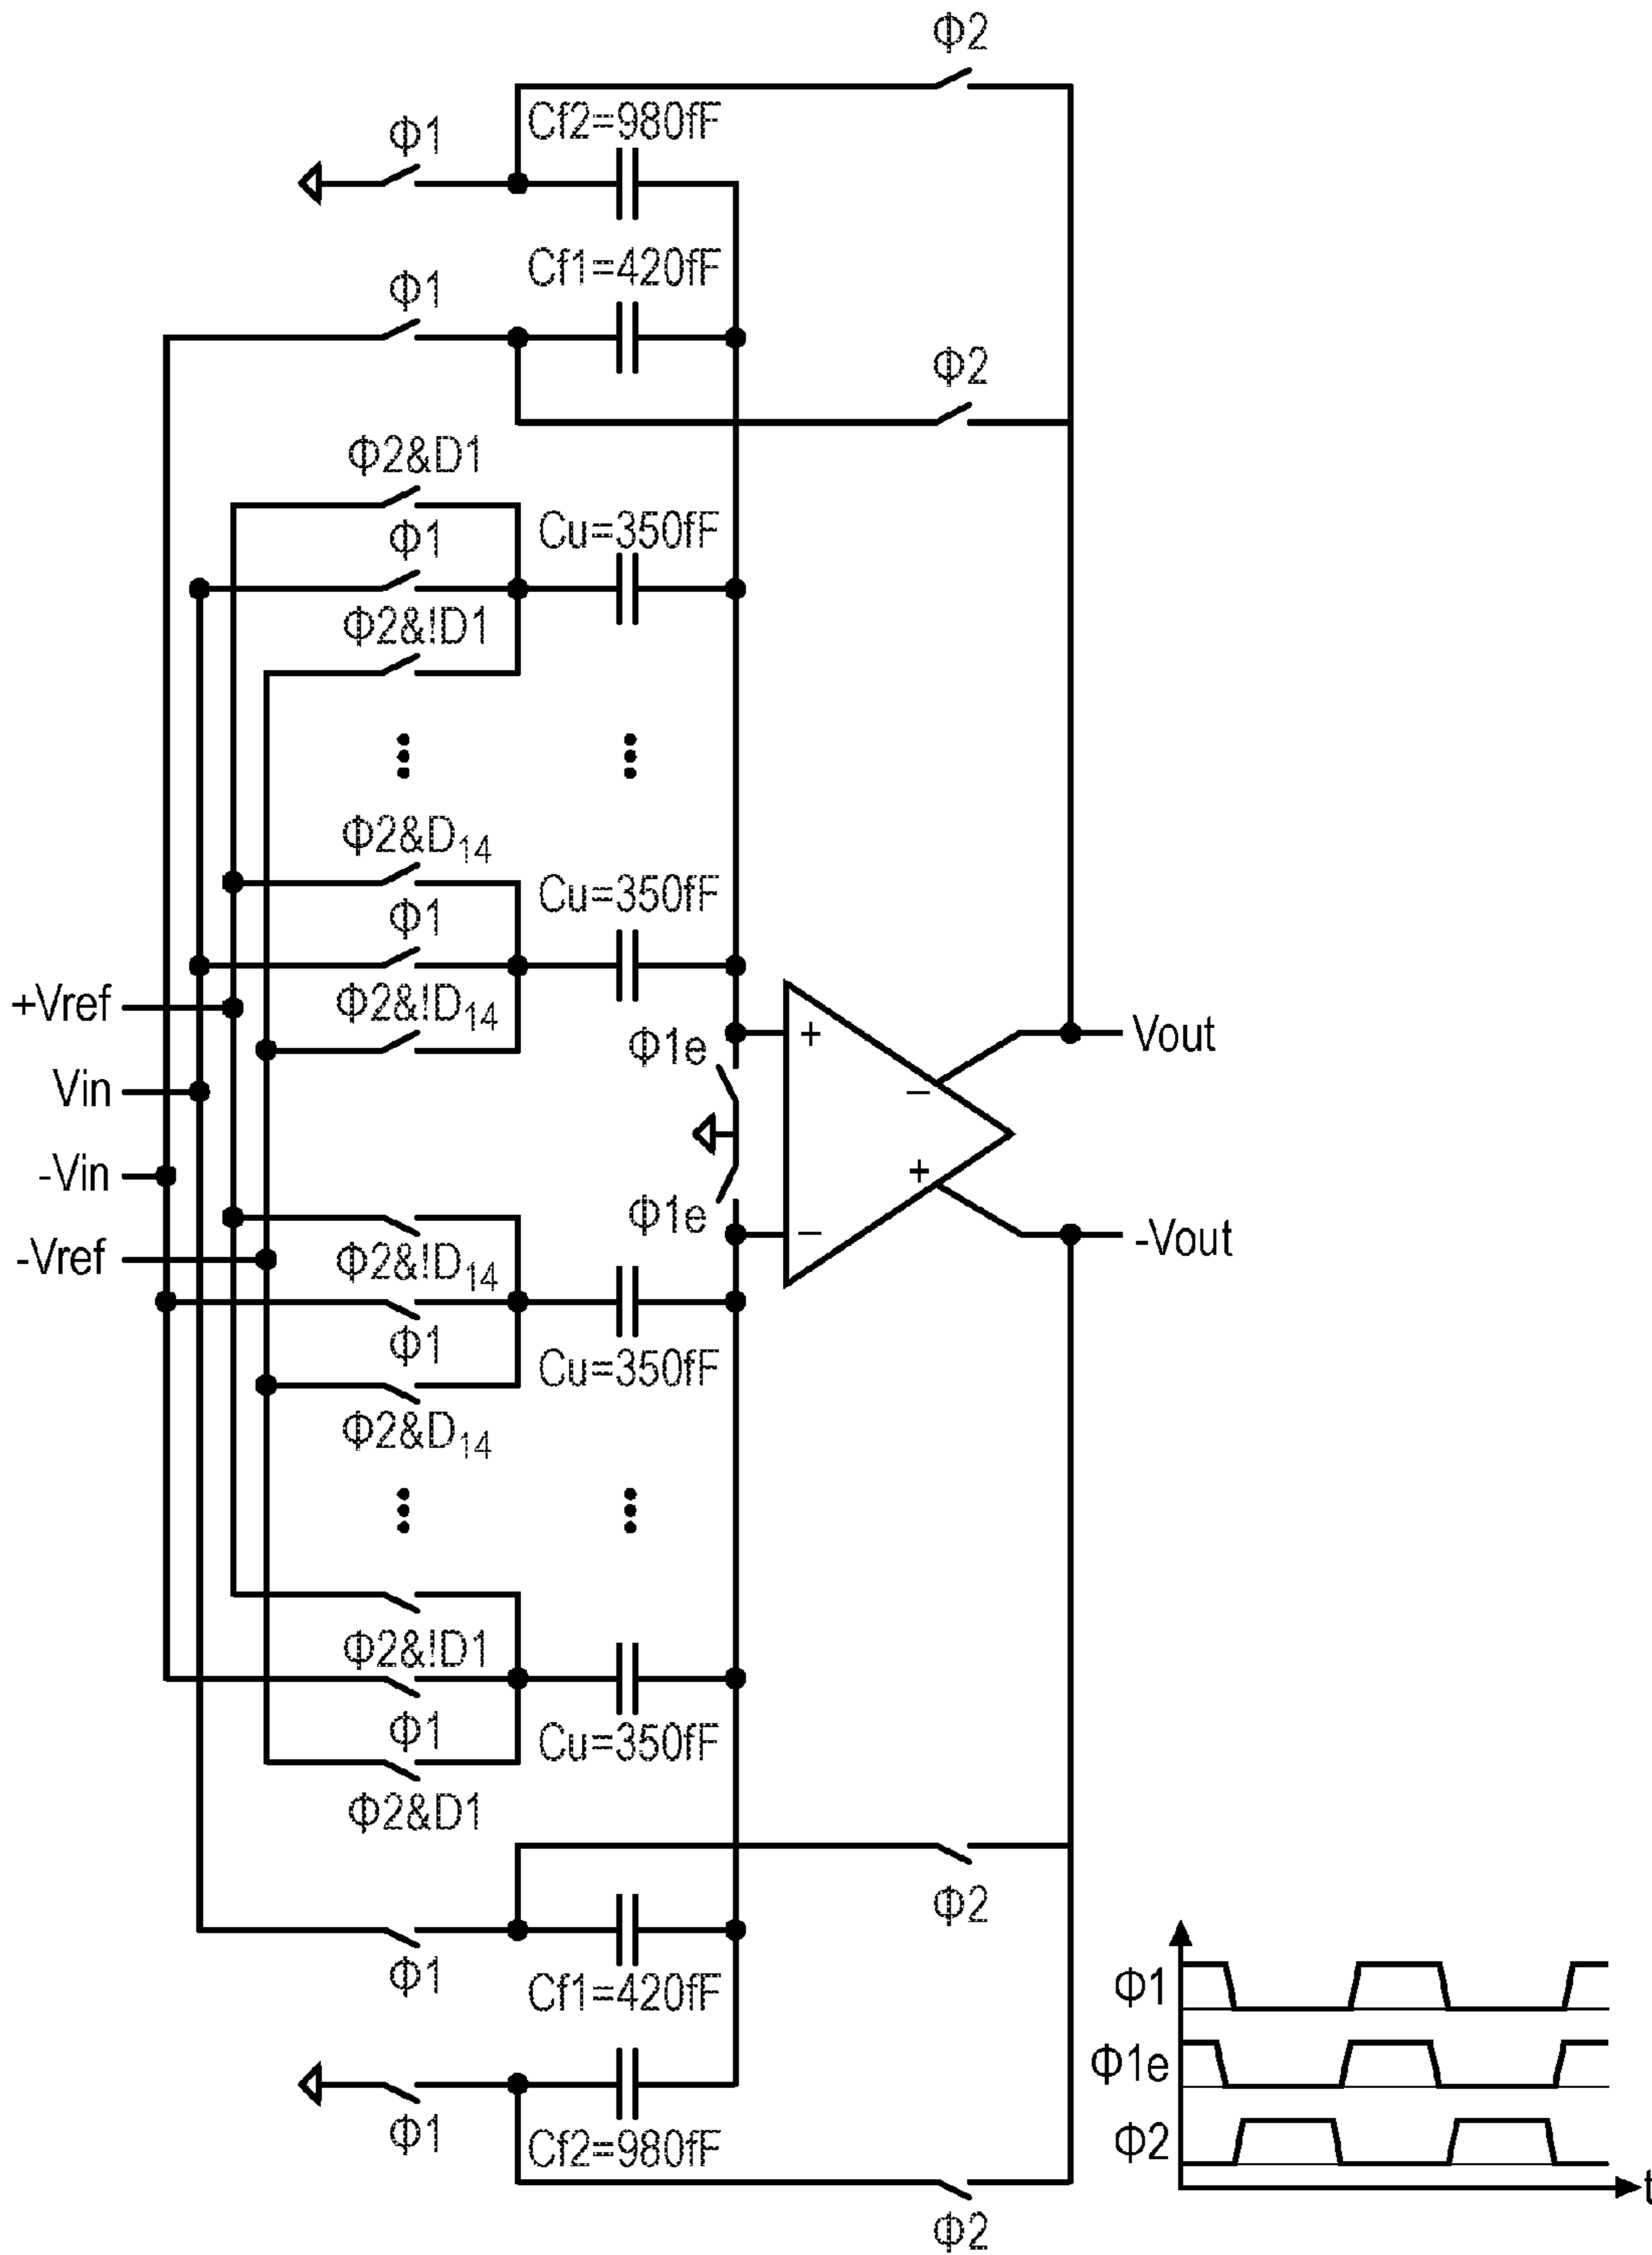 Φ2
Cf2=980fF
Φ1
Cf1=420fF
Φ1
Φ2
Φ2&D1
Φ1
Cu=350fF
Φ2&!D1
Φ2&D14
Φ1
Cu=350fF
Φ2&!D14
+Vref
Φ1e
+
Vout
Vin
−
-Vin
+
Φ1e
−
-Vout
-Vref
Φ2&!D14
Φ1
Cu=350fF
Φ2&D14
Φ2&!D1
Φ1
Cu=350fF
Φ2&D1
Φ2
Φ1
Cf1=420fF
Φ1
Φ1e
Φ1
Cf2=980fF
Φ2
t
Φ2